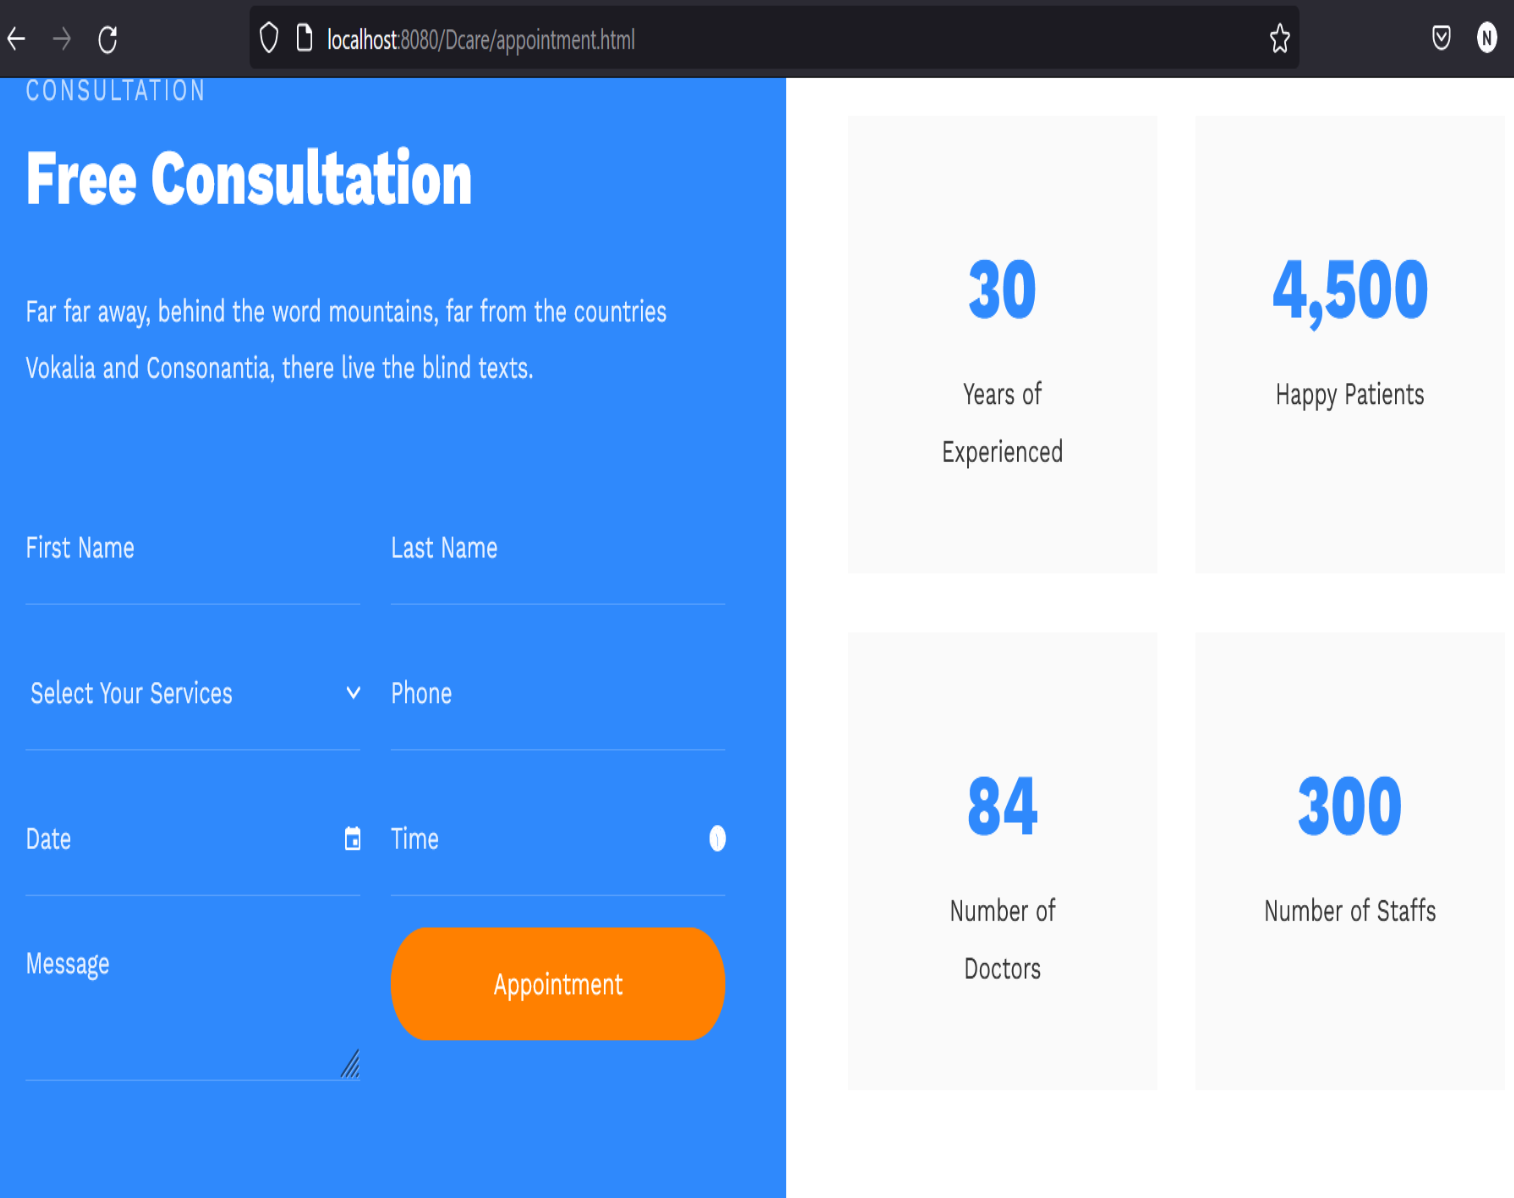 localhost:8080/Dcare/appointment.html
N
CONSULTATION
Free Consultation
Far far away, behind the word mountains, far from the countries
Vokalia and Consonantia, there live the blind texts.
First Name
Last Name
Select Your Services
Phone
Date
Time
Message
Appointment
30
Years of
Experienced
4,500
Happy Patients
84
Number of
Doctors
300
Number of Staffs